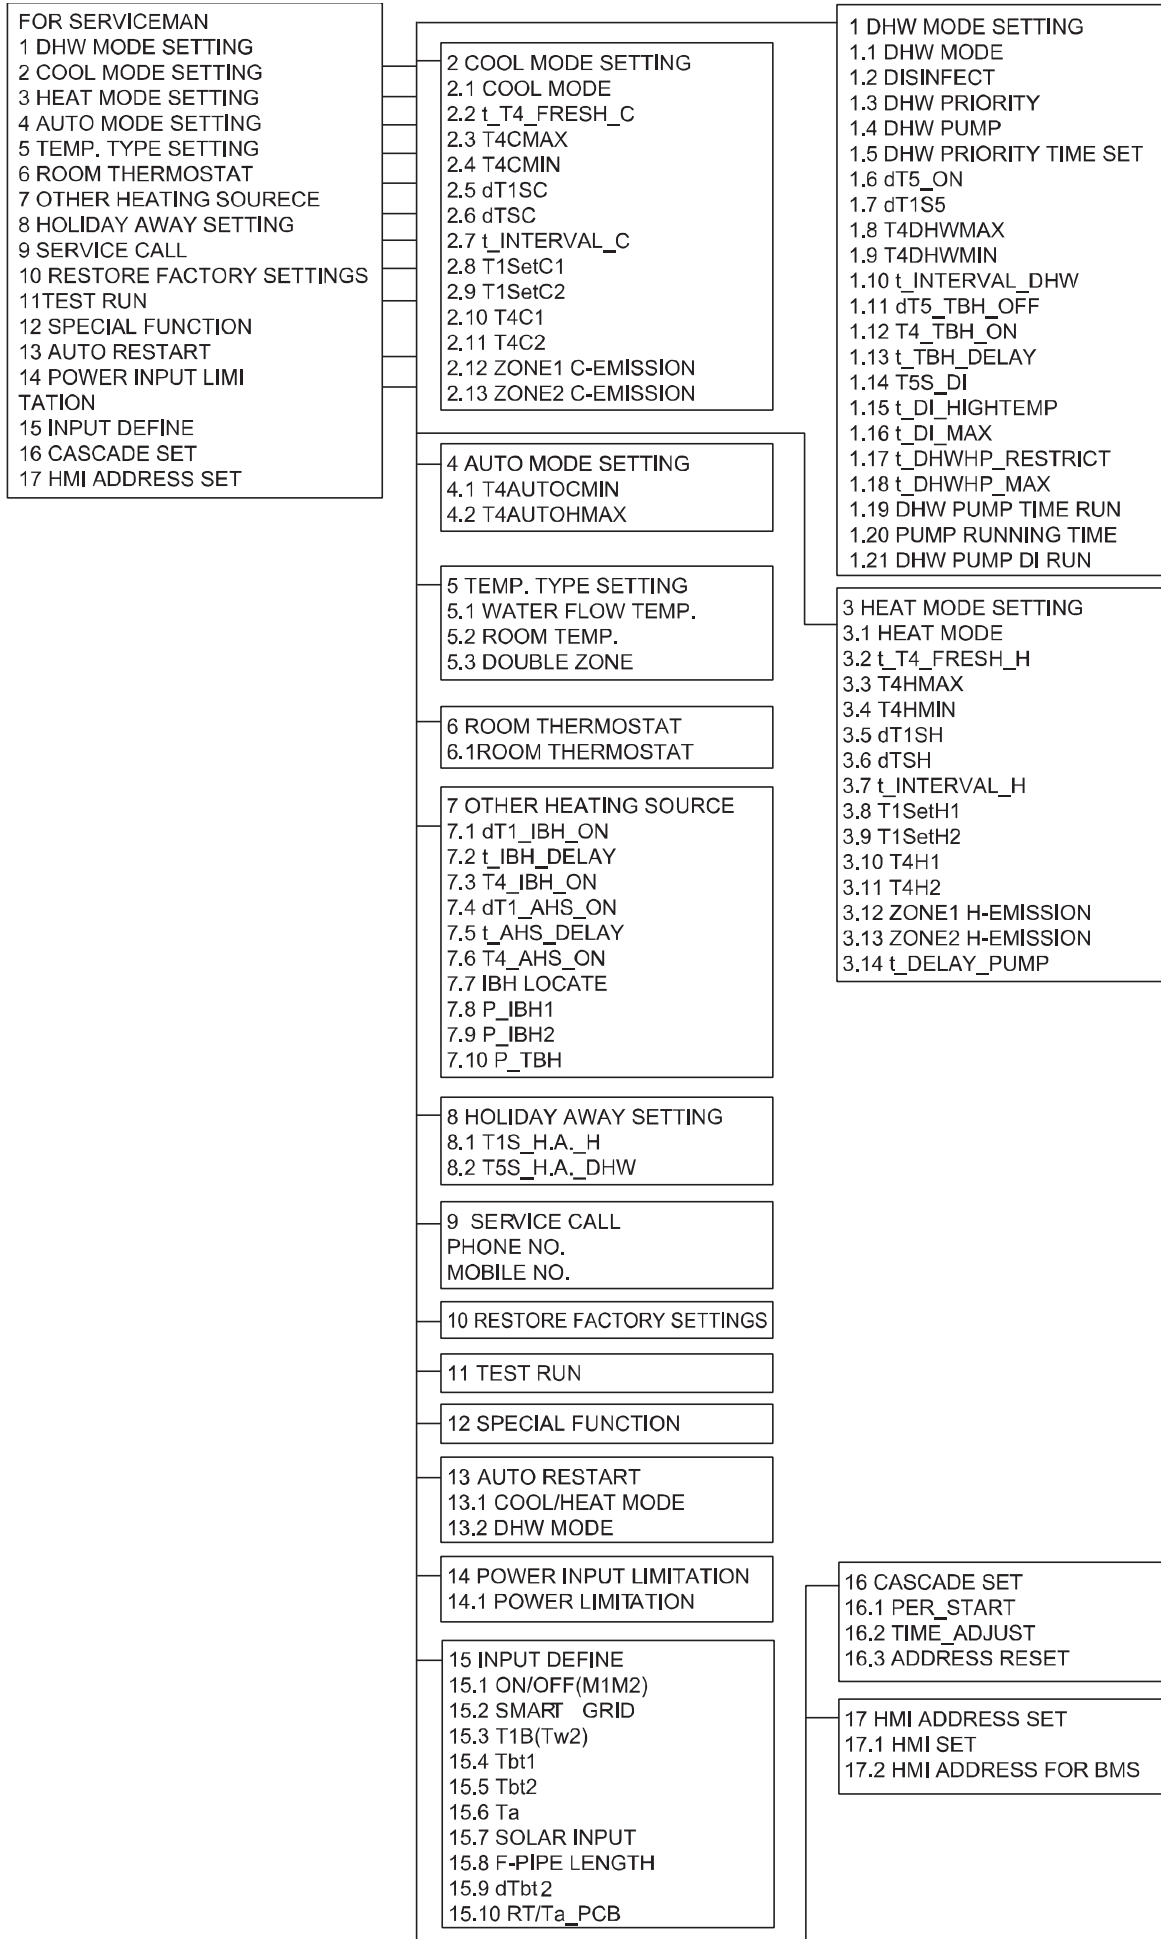 FOR SERVICEMAN
1 DHW MODE SETTING
2 COOL MODE SETTING
3 HEAT MODE SETTING
4 AUTO MODE SETTING
5 TEMP. TYPE SETTING
6 ROOM THERMOSTAT
7 OTHER HEATING SOURECE
8 HOLIDAY AWAY SETTING
9 SERVICE CALL
10 RESTORE FACTORY SETTINGS
11TEST RUN
12 SPECIAL FUNCTION
13 AUTO RESTART
14 POWER INPUT LIMI
TATION
15 INPUT DEFINE
16 CASCADE SET
17 HMI ADDRESS SET
1 DHW MODE SETTING
1.1 DHW MODE
1.2 DISINFECT
1.3 DHW PRIORITY
1.4 DHW PUMP
1.5 DHW PRIORITY TIME SET
1.6 dT5_ON
1.7 dT1S5
1.8 T4DHWMAX
1.9 T4DHWMIN
1.10 t_INTERVAL_DHW
1.11 dT5_TBH_OFF
1.12 T4_TBH_ON
1.13 t_TBH_DELAY
1.14 T5S_DI
1.15 t_DI_HIGHTEMP
1.16 t_DI_MAX
1.17 t_DHWHP_RESTRICT
1.18 t_DHWHP_MAX
1.19 DHW PUMP TIME RUN
1.20 PUMP RUNNING TIME
1.21 DHW PUMP DI RUN
2 COOL MODE SETTING
2.1 COOL MODE
2.2 t_T4_FRESH_C
2.3 T4CMAX
2.4 T4CMIN
2.5 dT1SC
2.6 dTSC
2.7 t_INTERVAL_C
2.8 T1SetC1
2.9 T1SetC2
2.10 T4C1
2.11 T4C2
2.12 ZONE1 C-EMISSION
2.13 ZONE2 C-EMISSION
3 HEAT MODE SETTING
3.1 HEAT MODE
3.2 t_T4_FRESH_H
3.3 T4HMAX
3.4 T4HMIN
3.5 dT1SH
3.6 dTSH
3.7 t_INTERVAL_H
3.8 T1SetH1
3.9 T1SetH2
3.10 T4H1
3.11 T4H2
3.12 ZONE1 H-EMISSION
3.13 ZONE2 H-EMISSION
3.14 t_DELAY_PUMP
4 AUTO MODE SETTING
4.1 T4AUTOCMIN
4.2 T4AUTOHMAX
5 TEMP. TYPE SETTING
5.1 WATER FLOW TEMP.
5.2 ROOM TEMP.
5.3 DOUBLE ZONE
6 ROOM THERMOSTAT
6.1ROOM THERMOSTAT
7 OTHER HEATING SOURCE
7.1 dT1_IBH_ON
7.2 t_IBH_DELAY
7.3 T4_IBH_ON
7.4 dT1_AHS_ON
7.5 t_AHS_DELAY
7.6 T4_AHS_ON
7.7 IBH LOCATE
7.8 P_IBH1
7.9 P_IBH2
7.10 P_TBH
8 HOLIDAY AWAY SETTING
8.1 T1S_H.A._H
8.2 T5S_H.A._DHW
9 SERVICE CALL
PHONE NO.
MOBILE NO.
10 RESTORE FACTORY SETTINGS
11 TEST RUN
12 SPECIAL FUNCTION
13 AUTO RESTART
13.1 COOL/HEAT MODE
13.2 DHW MODE
14 POWER INPUT LIMITATION
14.1 POWER LIMITATION
15 INPUT DEFINE
15.1 ON/OFF(M1M2)
15.2 SMART GRID
15.3 T1B(Tw2)
15.4 Tbt1
15.5 Tbt2
15.6 Ta
15.7 SOLAR INPUT
15.8 F-PIPE LENGTH
15.9 dTbt2
15.10 RT/Ta_PCB
16 CASCADE SET
16.1 PER_START
16.2 TIME_ADJUST
16.3 ADDRESS RESET
17 HMI ADDRESS SET
17.1 HMI SET
17.2 HMI ADDRESS FOR BMS